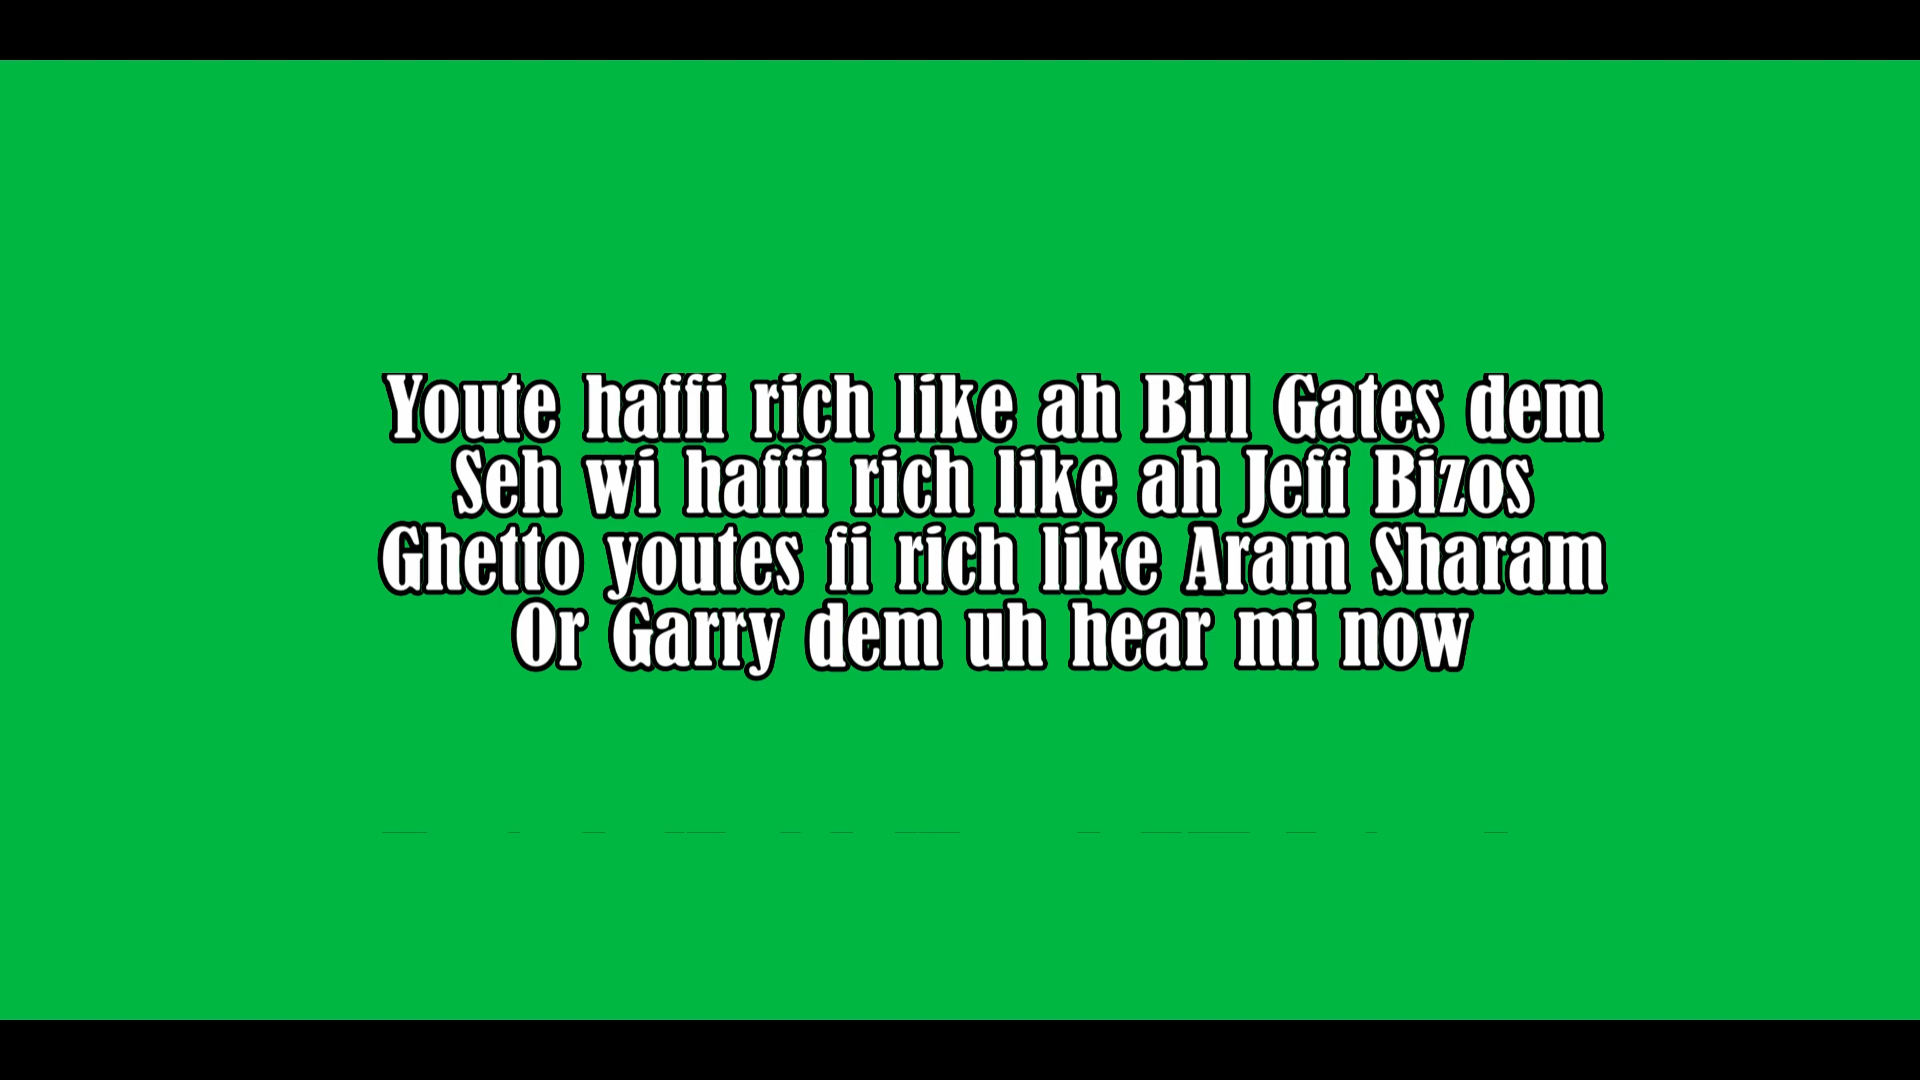 Youte haffi rich like ah Bill Gates dem
Seh wi haffi rich like ah Jeff Bizos
Ghetto youtes fi rich like Aram Sharam
Or Garry dem uh hear mi now